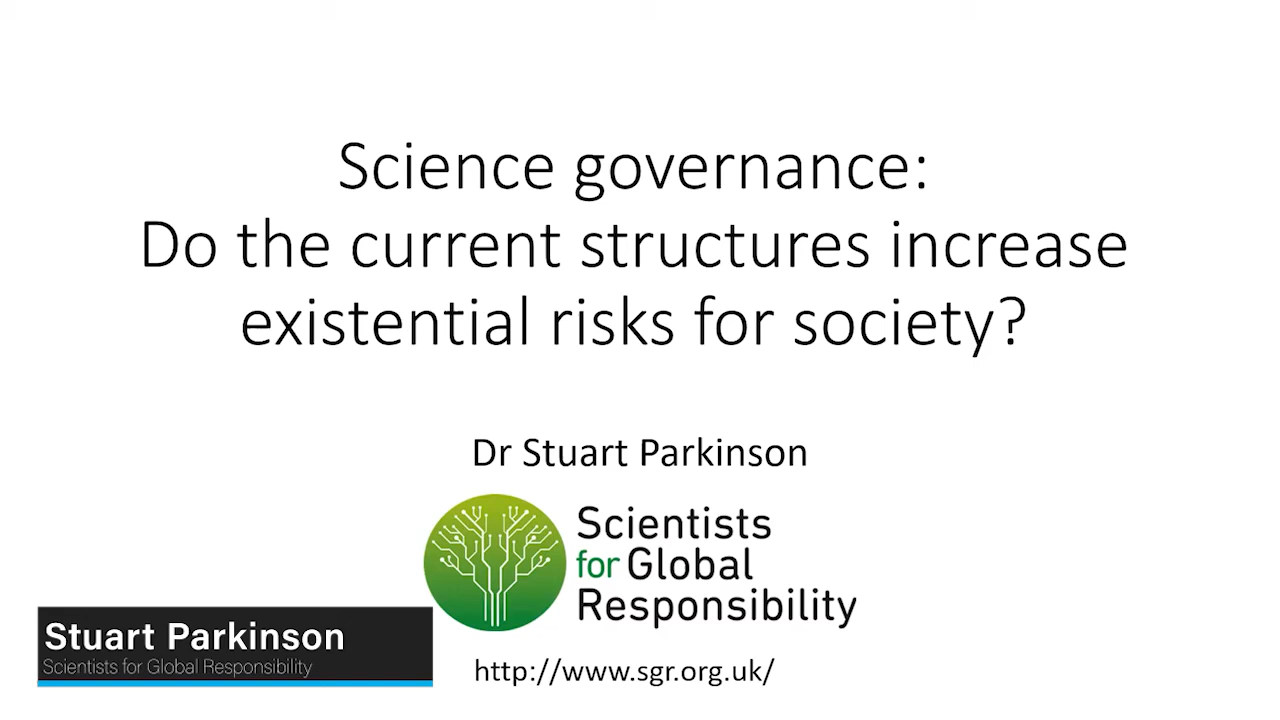 Science governance:
Do the current structures increase
existential risks for society?
Dr Stuart Parkinson
Scientists
for Global
Responsibility
Stuart Parkinson
Scientists for Global Responsibility
http://www.sgr.org.uk/